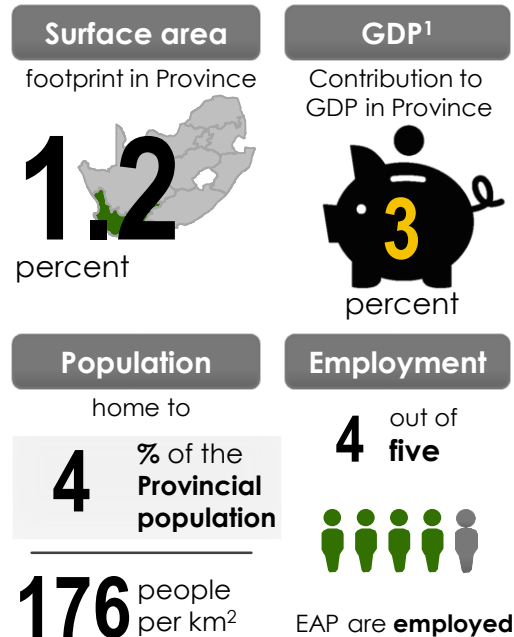 Surface area
footprint in Province
1.2
percent
GDP¹
Contribution to
GDP in Province
3
percent
Population
home to
4
% of the
Provincial
population
176
people
per km²
Employment
4
out of
five
EAP are employed